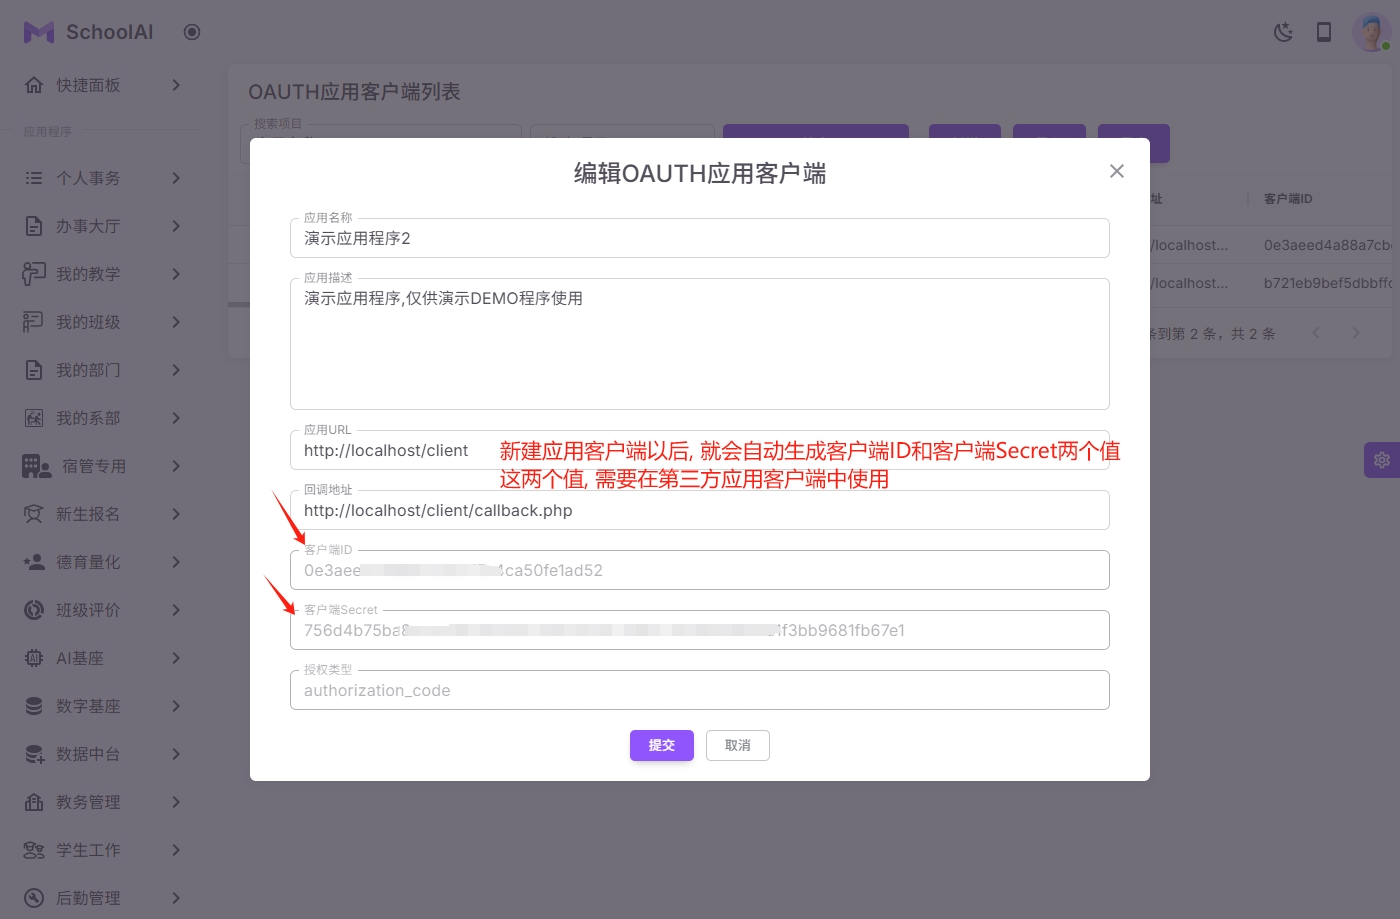 SchoolAI
快捷面板
应用程序
个人事务
办事大厅
我的教学
我的班级
我的部门
我的系部
宿管专用
新生报名
德育量化
班级评价
AI基座
数字基座
数据中台
教务管理
学生工作
后勤管理
OAUTH应用客户端列表
搜索项目
址
客户端ID
/localhost...
0e3aeed4a88a7cb
/localhost...
b721eb9bef5dbbff
条到第 2 条，共 2 条
编辑OAUTH应用客户端
应用名称
演示应用程序2
应用描述
演示应用程序,仅供演示DEMO程序使用
应用URL
http://localhost/client
新建应用客户端以后, 就会自动生成客户端ID和客户端Secret两个值
这两个值, 需要在第三方应用客户端中使用
回调地址
http://localhost/client/callback.php
客户端ID
0e3aee 4ca50fe1ad52
客户端Secret
756d4b75ba8 1f3bb9681fb67e1
授权类型
authorization_code
提交
取消